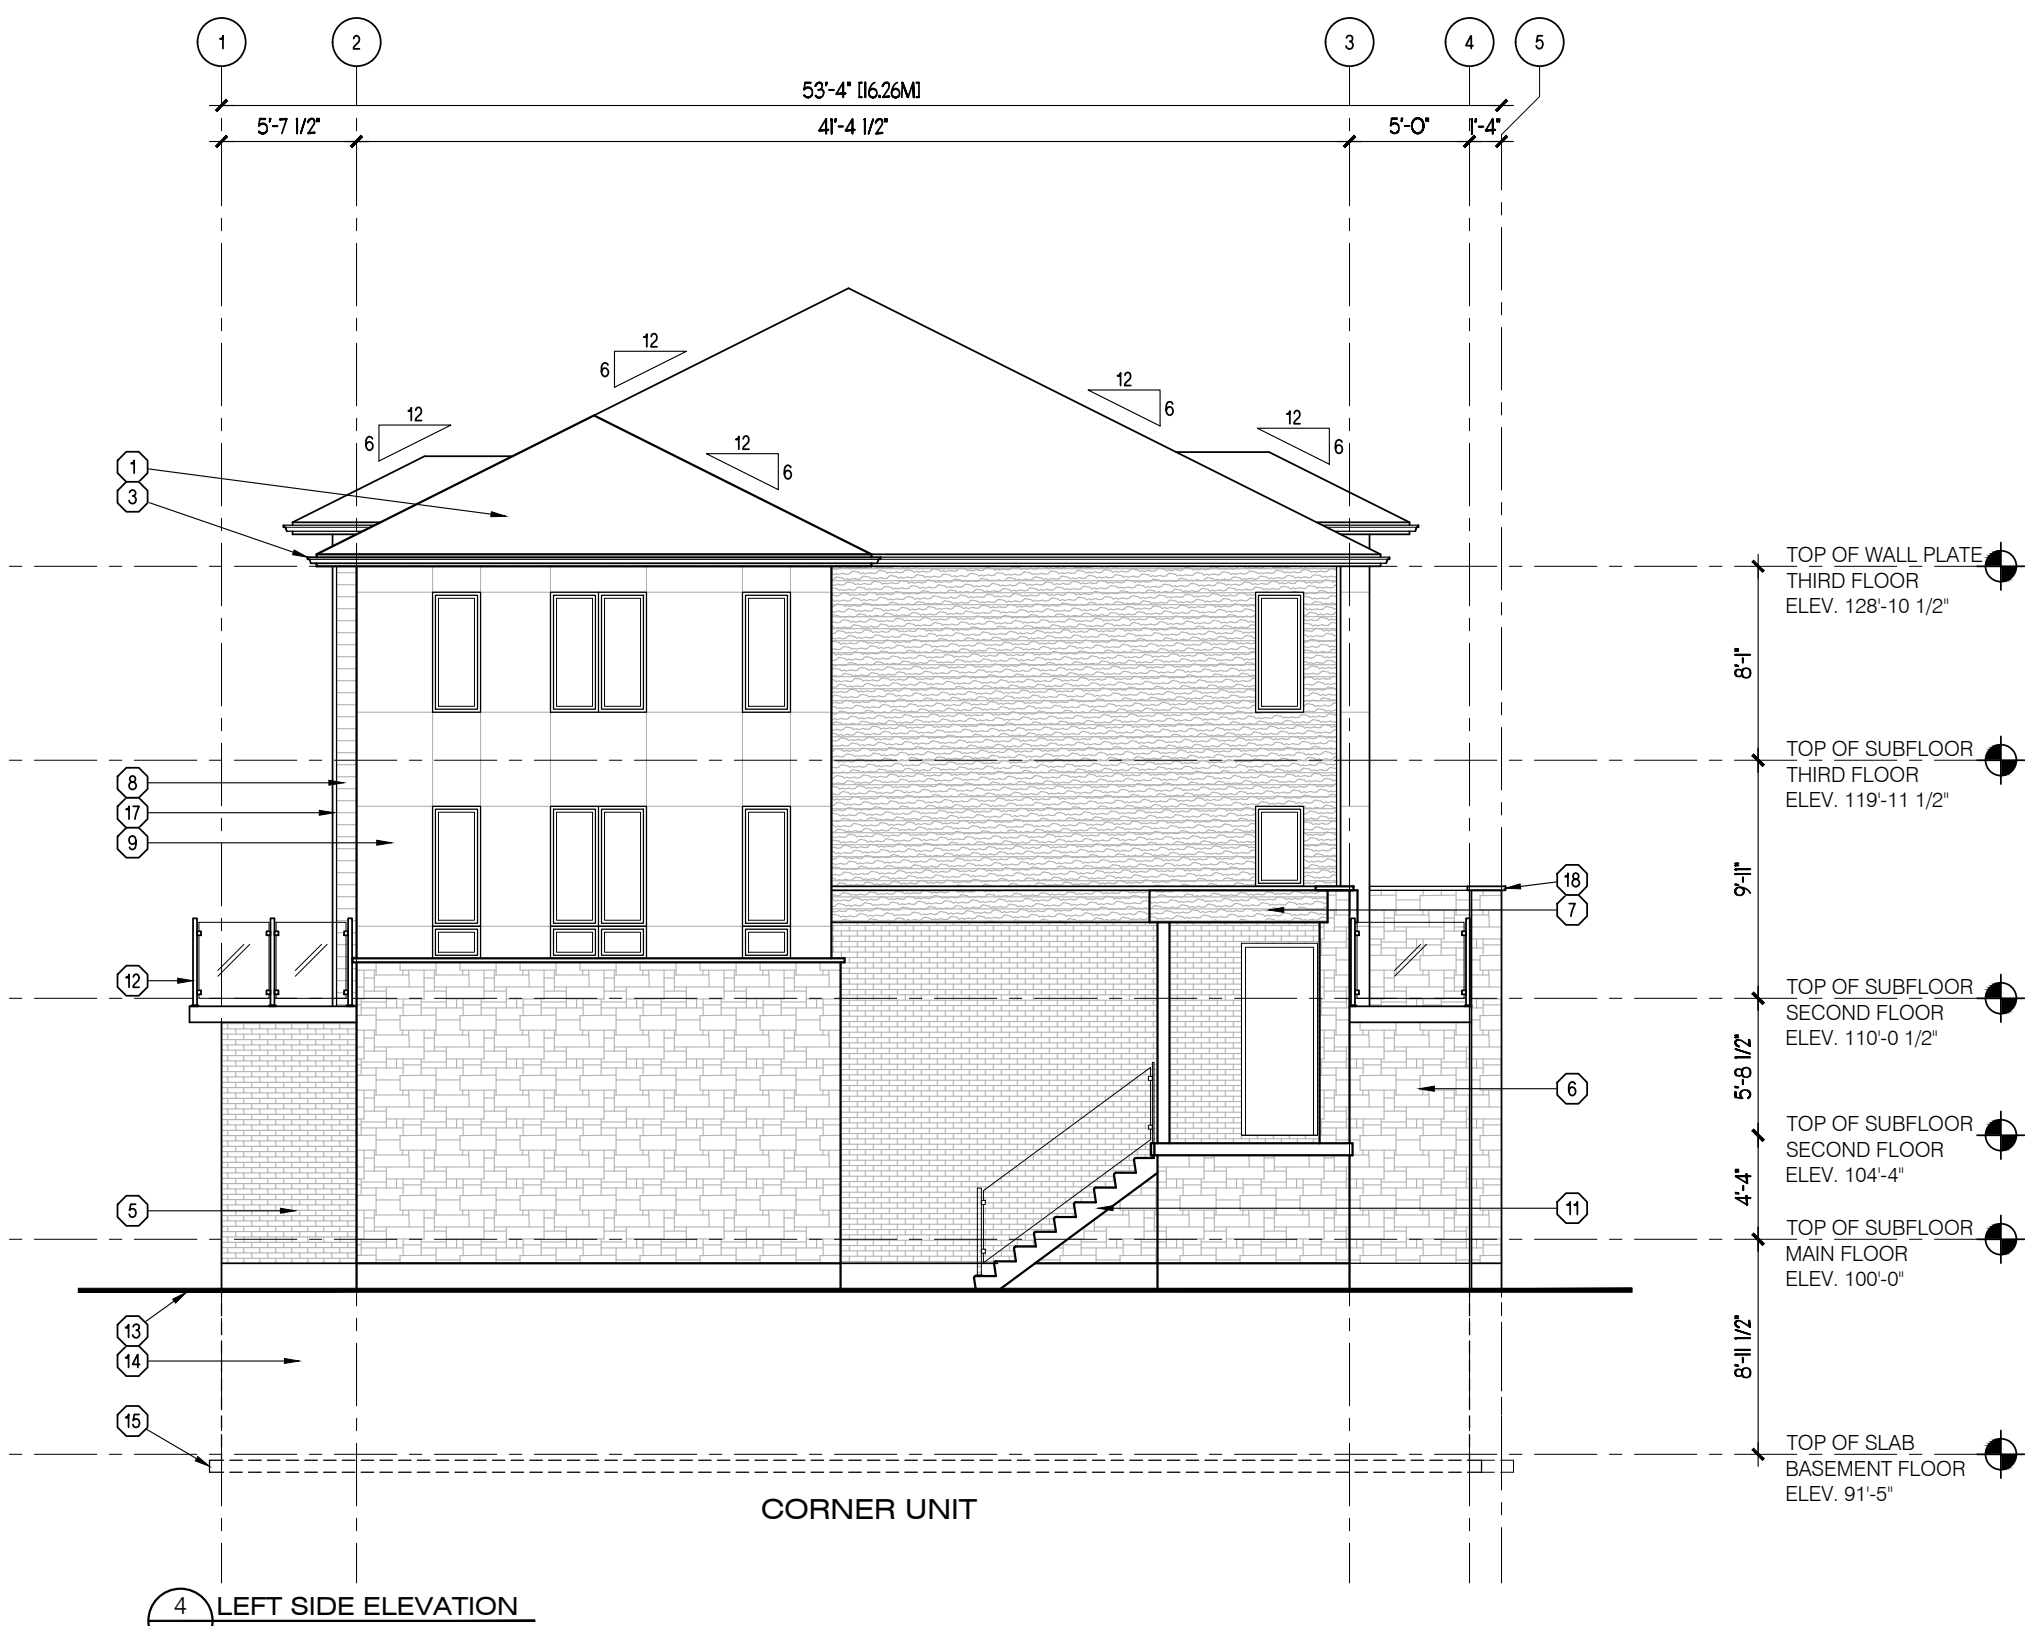 1 2 3 4 5
53'-4" [16.26M]
5'-7 1/2" 41'-4 1/2" 5'-0" 1'-4"
12
6
12
6
12
6
12
6
12
6
1
3
TOP OF WALL PLATE
THIRD FLOOR
ELEV. 128'-10 1/2"
8'-1"
TOP OF SUBFLOOR
THIRD FLOOR
ELEV. 119'-11 1/2"
8
17
9
18
7
9'-11"
12
TOP OF SUBFLOOR
SECOND FLOOR
ELEV. 110'-0 1/2"
5'-8 1/2"
6
TOP OF SUBFLOOR
SECOND FLOOR
ELEV. 104'-4"
4'-4"
5
11
TOP OF SUBFLOOR
MAIN FLOOR
ELEV. 100'-0"
13
14
8'-11 1/2"
15
TOP OF SLAB
BASEMENT FLOOR
ELEV. 91'-5"
CORNER UNIT
4 LEFT SIDE ELEVATION